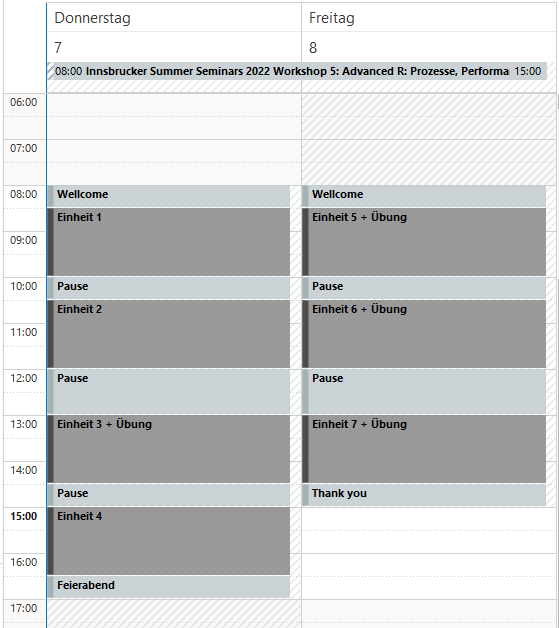 Donnerstag
Freitag
7
8
08:00 Innsbrucker Summer Seminars 2022 Workshop 5: Advanced R: Prozesse, Performa 15:00
06:00
07:00
08:00
Wellcome
Wellcome
Einheit 1
Einheit 5 + Übung
09:00
10:00
Pause
Pause
Einheit 2
Einheit 6 + Übung
11:00
12:00
Pause
Pause
13:00
Einheit 3 + Übung
Einheit 7 + Übung
14:00
Pause
Thank you
15:00
Einheit 4
16:00
Feierabend
17:00